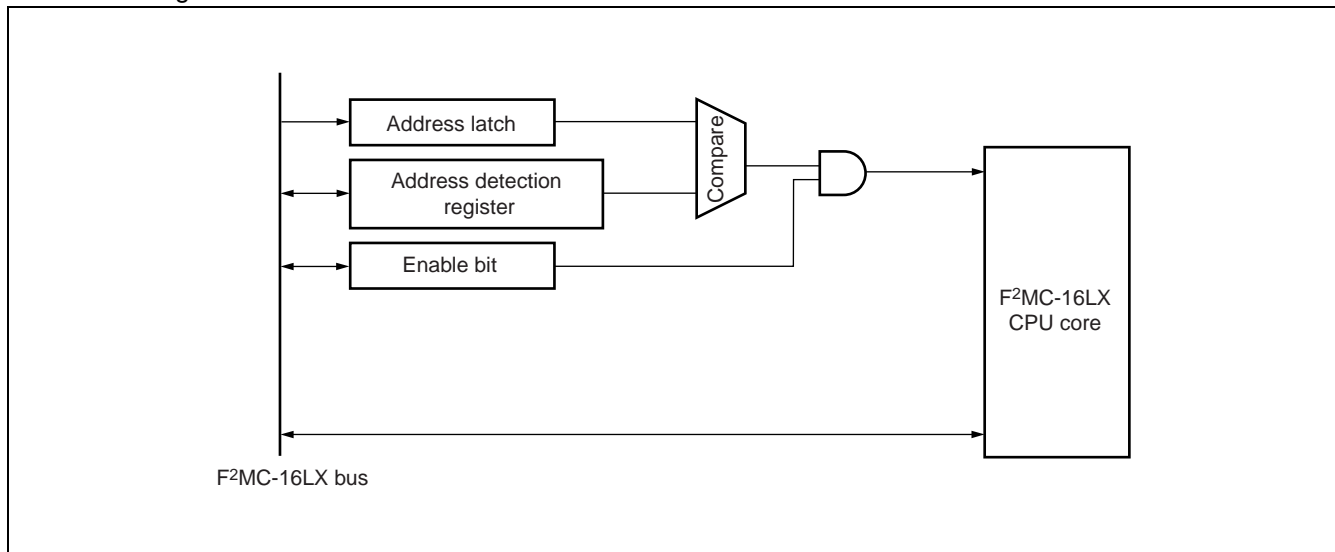 Address latch
Compare
Address detection
register
Enable bit
F²MC-16LX
CPU core
F²MC-16LX bus